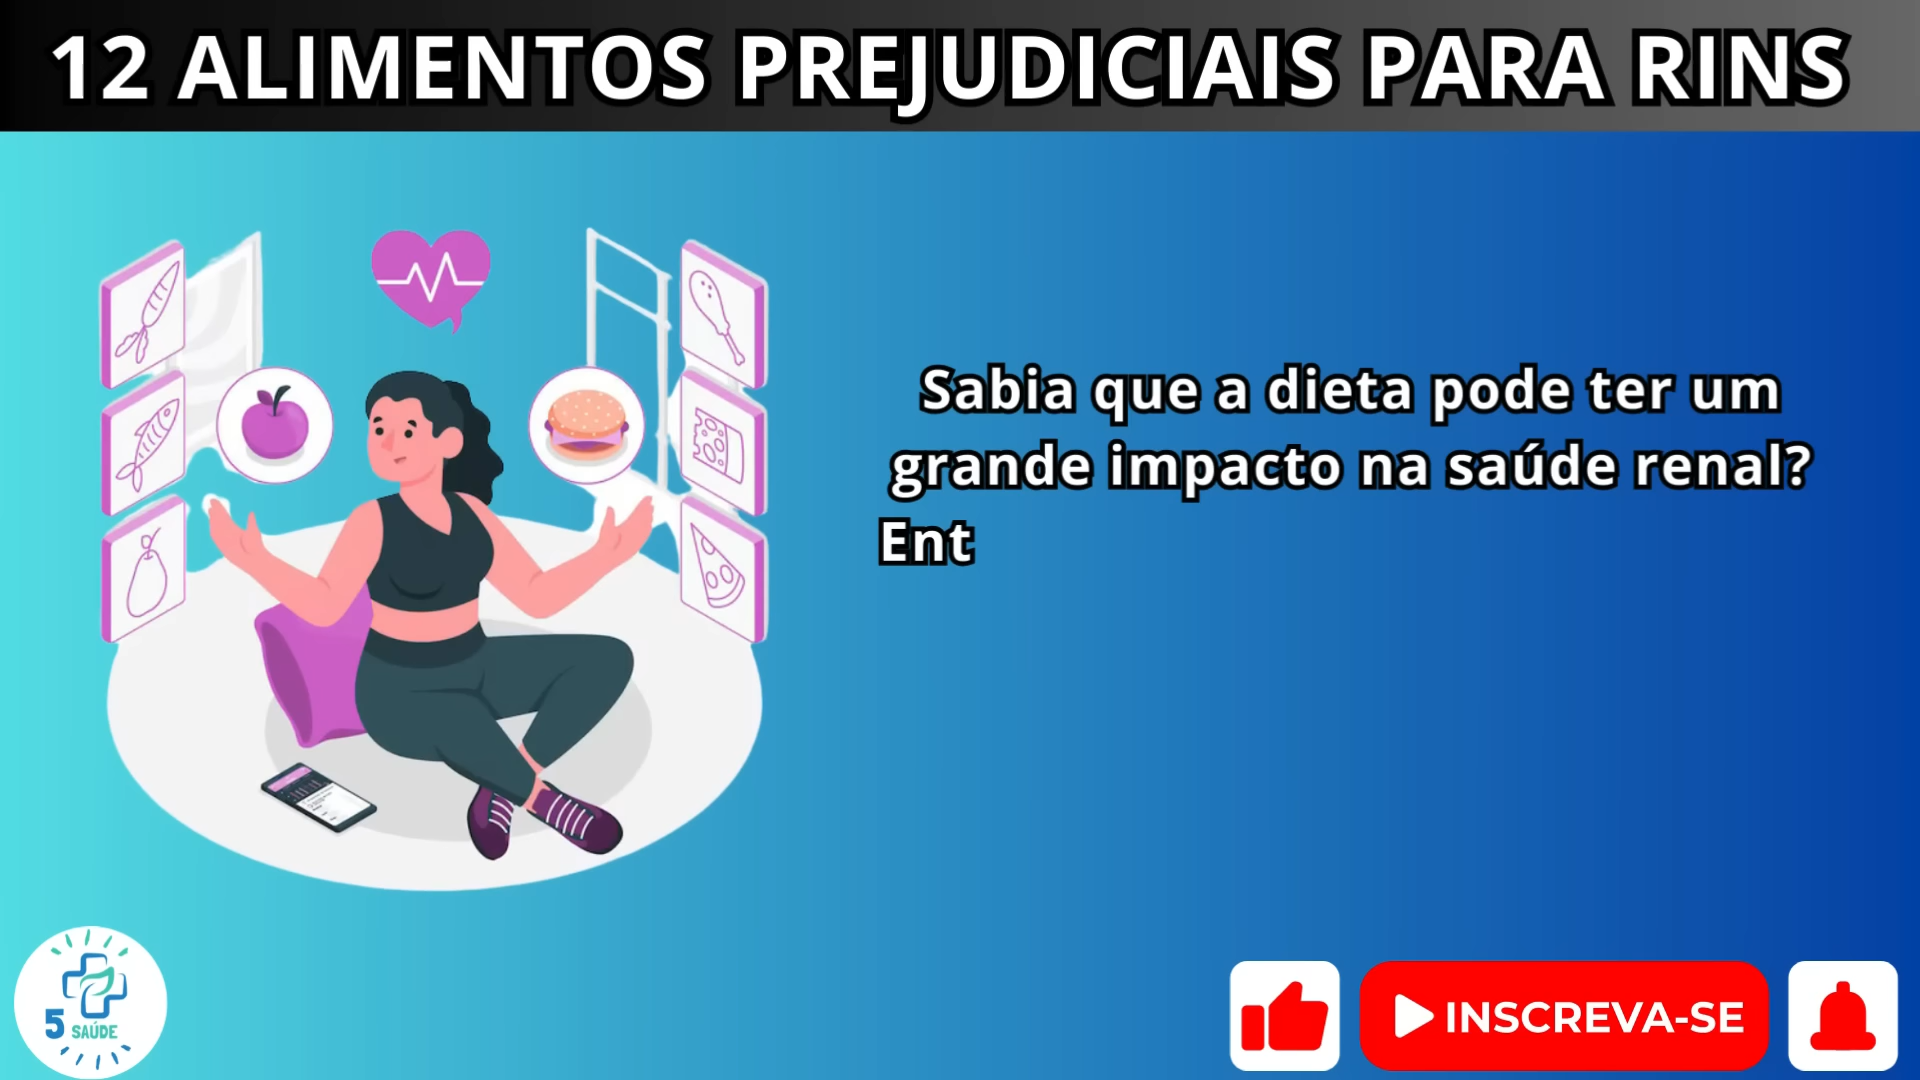 12 ALIMENTOS PREJUDICIAIS PARA RINS
Sabia que a dieta pode ter um
grande impacto na saúde renal?
Ent
5 SAÚDE
INSCREVA-SE